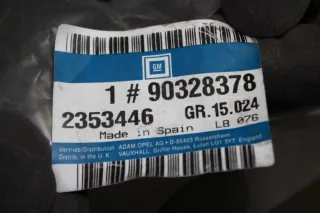 GM
1 # 90328378
2353446 GR.15.024
Made in Spain LB 076
Vertrieb/Distribution ADAM OPEL AG • D-65423 Rüsselsheim
Distrib. in the U.K. VAUXHALL, Griffin House, Luton LU1 3YT England